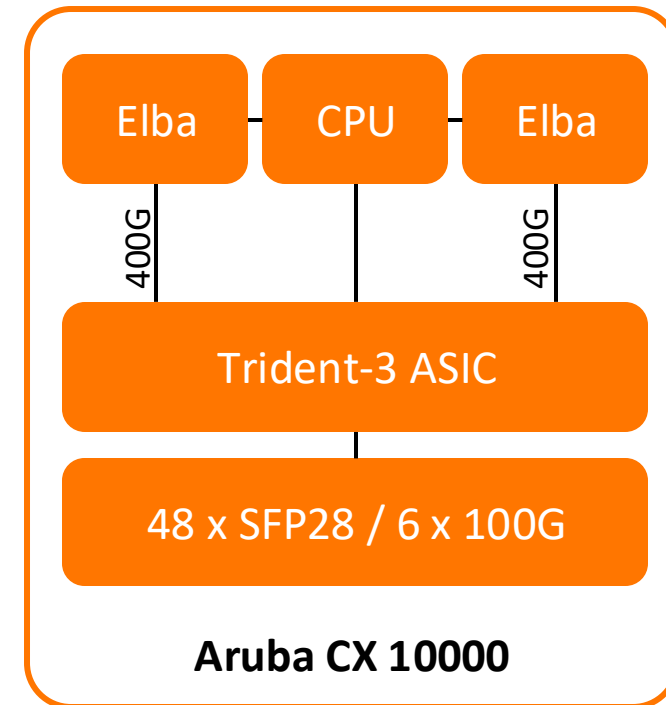 Elba
CPU
Elba
400G
400G
Trident-3 ASIC
48 x SFP28 / 6 x 100G
Aruba CX 10000